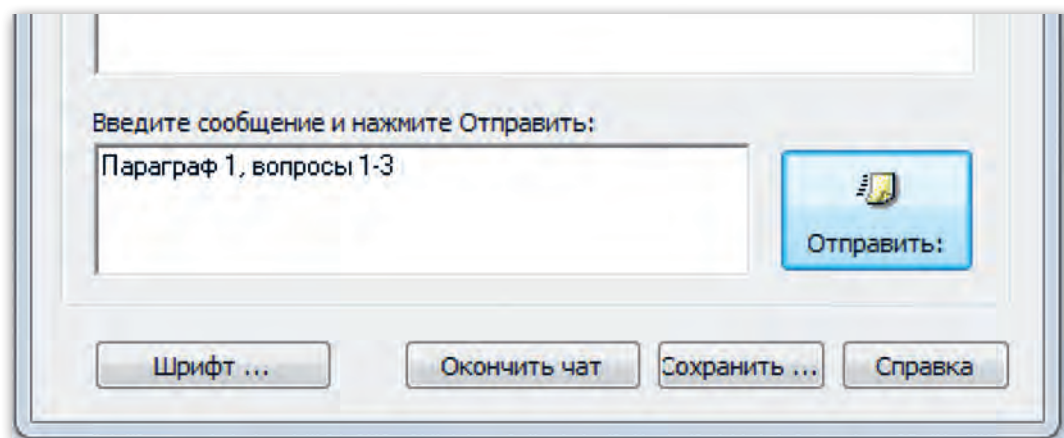 Введите сообщение и нажмите Отправить:
Параграф 1, вопросы 1-3
Отправить:
Шрифт ...
Окончить чат
Сохранить ...
Справка